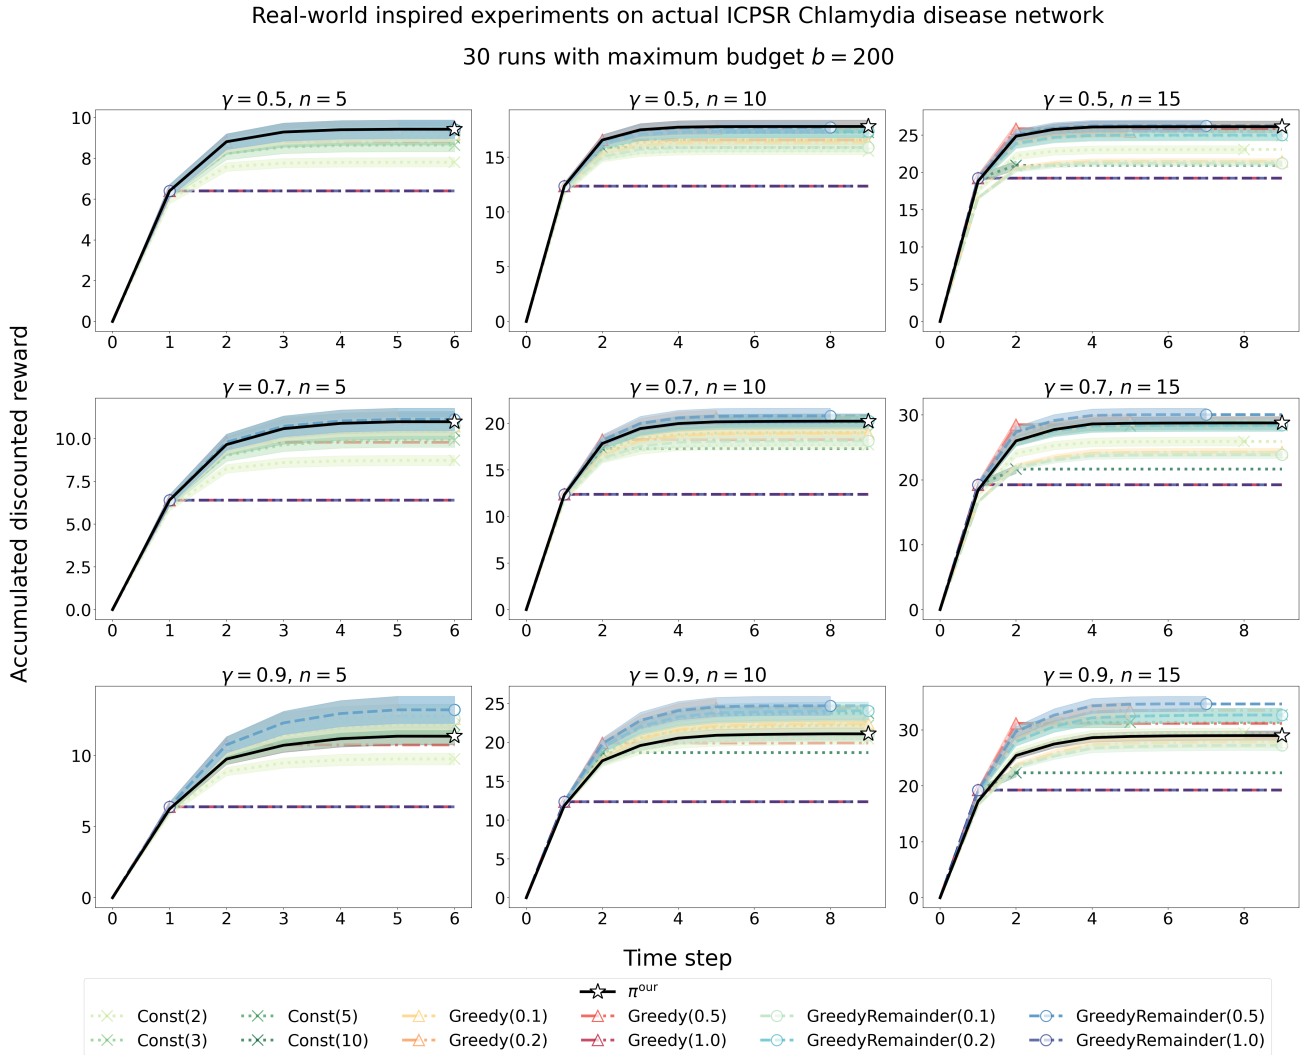 Real-world inspired experiments on actual ICPSR Chlamydia disease network
30 runs with maximum budget b = 200
γ = 0.5, n = 5
γ = 0.5, n = 10
γ = 0.5, n = 15
10
8
6
4
2
0
0 1 2 3 4 5 6
15
10
5
0
0 2 4 6 8
25
20
15
10
5
0
0 2 4 6 8
γ = 0.7, n = 5
γ = 0.7, n = 10
γ = 0.7, n = 15
10.0
7.5
5.0
2.5
0.0
0 1 2 3 4 5 6
20
15
10
5
0
0 2 4 6 8
30
20
10
0
0 2 4 6 8
γ = 0.9, n = 5
γ = 0.9, n = 10
γ = 0.9, n = 15
10
5
0
0 1 2 3 4 5 6
25
20
15
10
5
0
0 2 4 6 8
30
20
10
0
0 2 4 6 8
Accumulated discounted reward
Time step
π^our
Const(2) Const(5) Greedy(0.1) Greedy(0.5) GreedyRemainder(0.1) GreedyRemainder(0.5)
Const(3) Const(10) Greedy(0.2) Greedy(1.0) GreedyRemainder(0.2) GreedyRemainder(1.0)